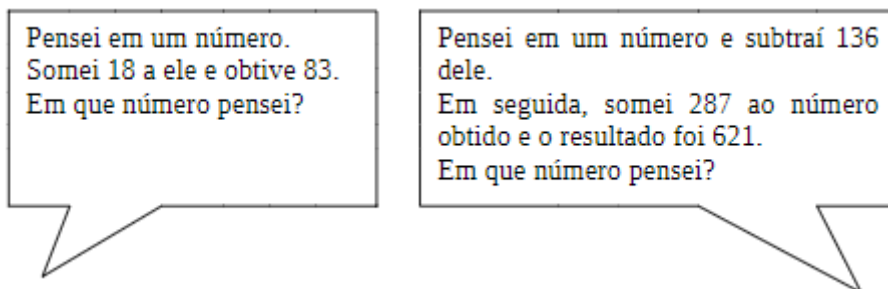 Pensei em um número.
Somei 18 a ele e obtive 83.
Em que número pensei?
Pensei em um número e subtraí 136
dele.
Em seguida, somei 287 ao número
obtido e o resultado foi 621.
Em que número pensei?